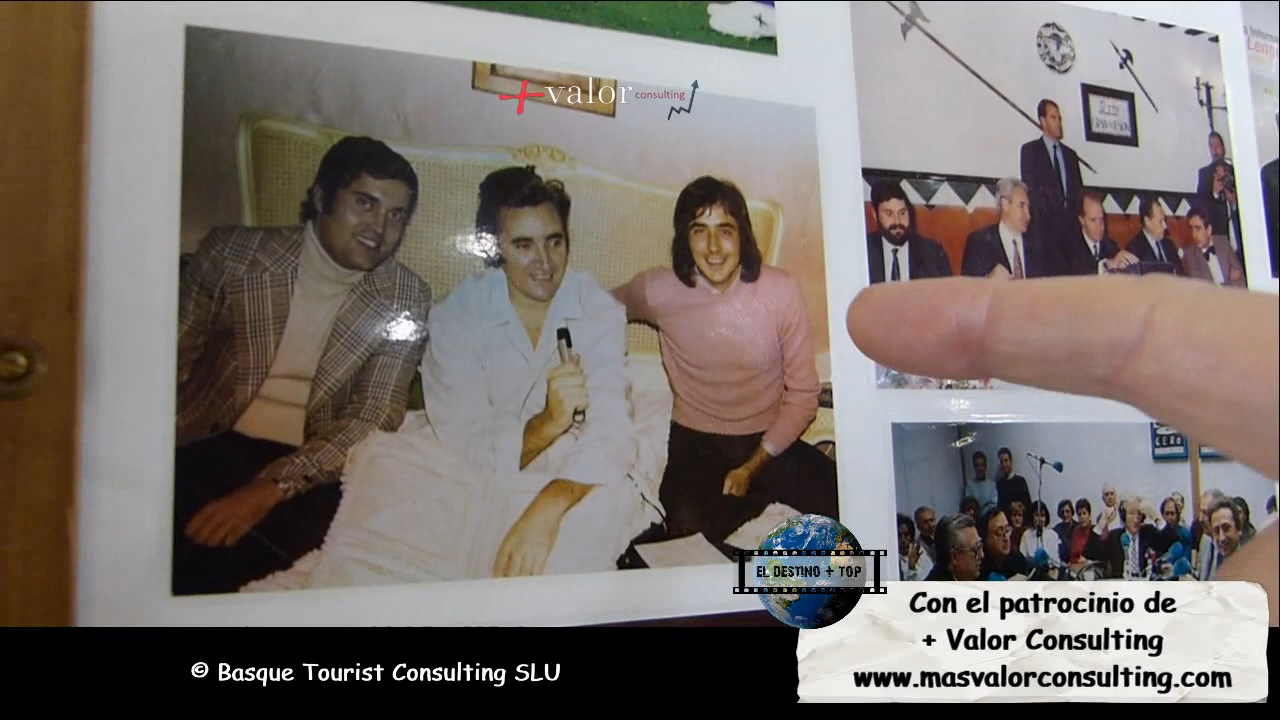 +valor consulting
EL DESTINO + TOP
Con el patrocinio de
+ Valor Consulting
www.masvalorconsulting.com
© Basque Tourist Consulting SLU